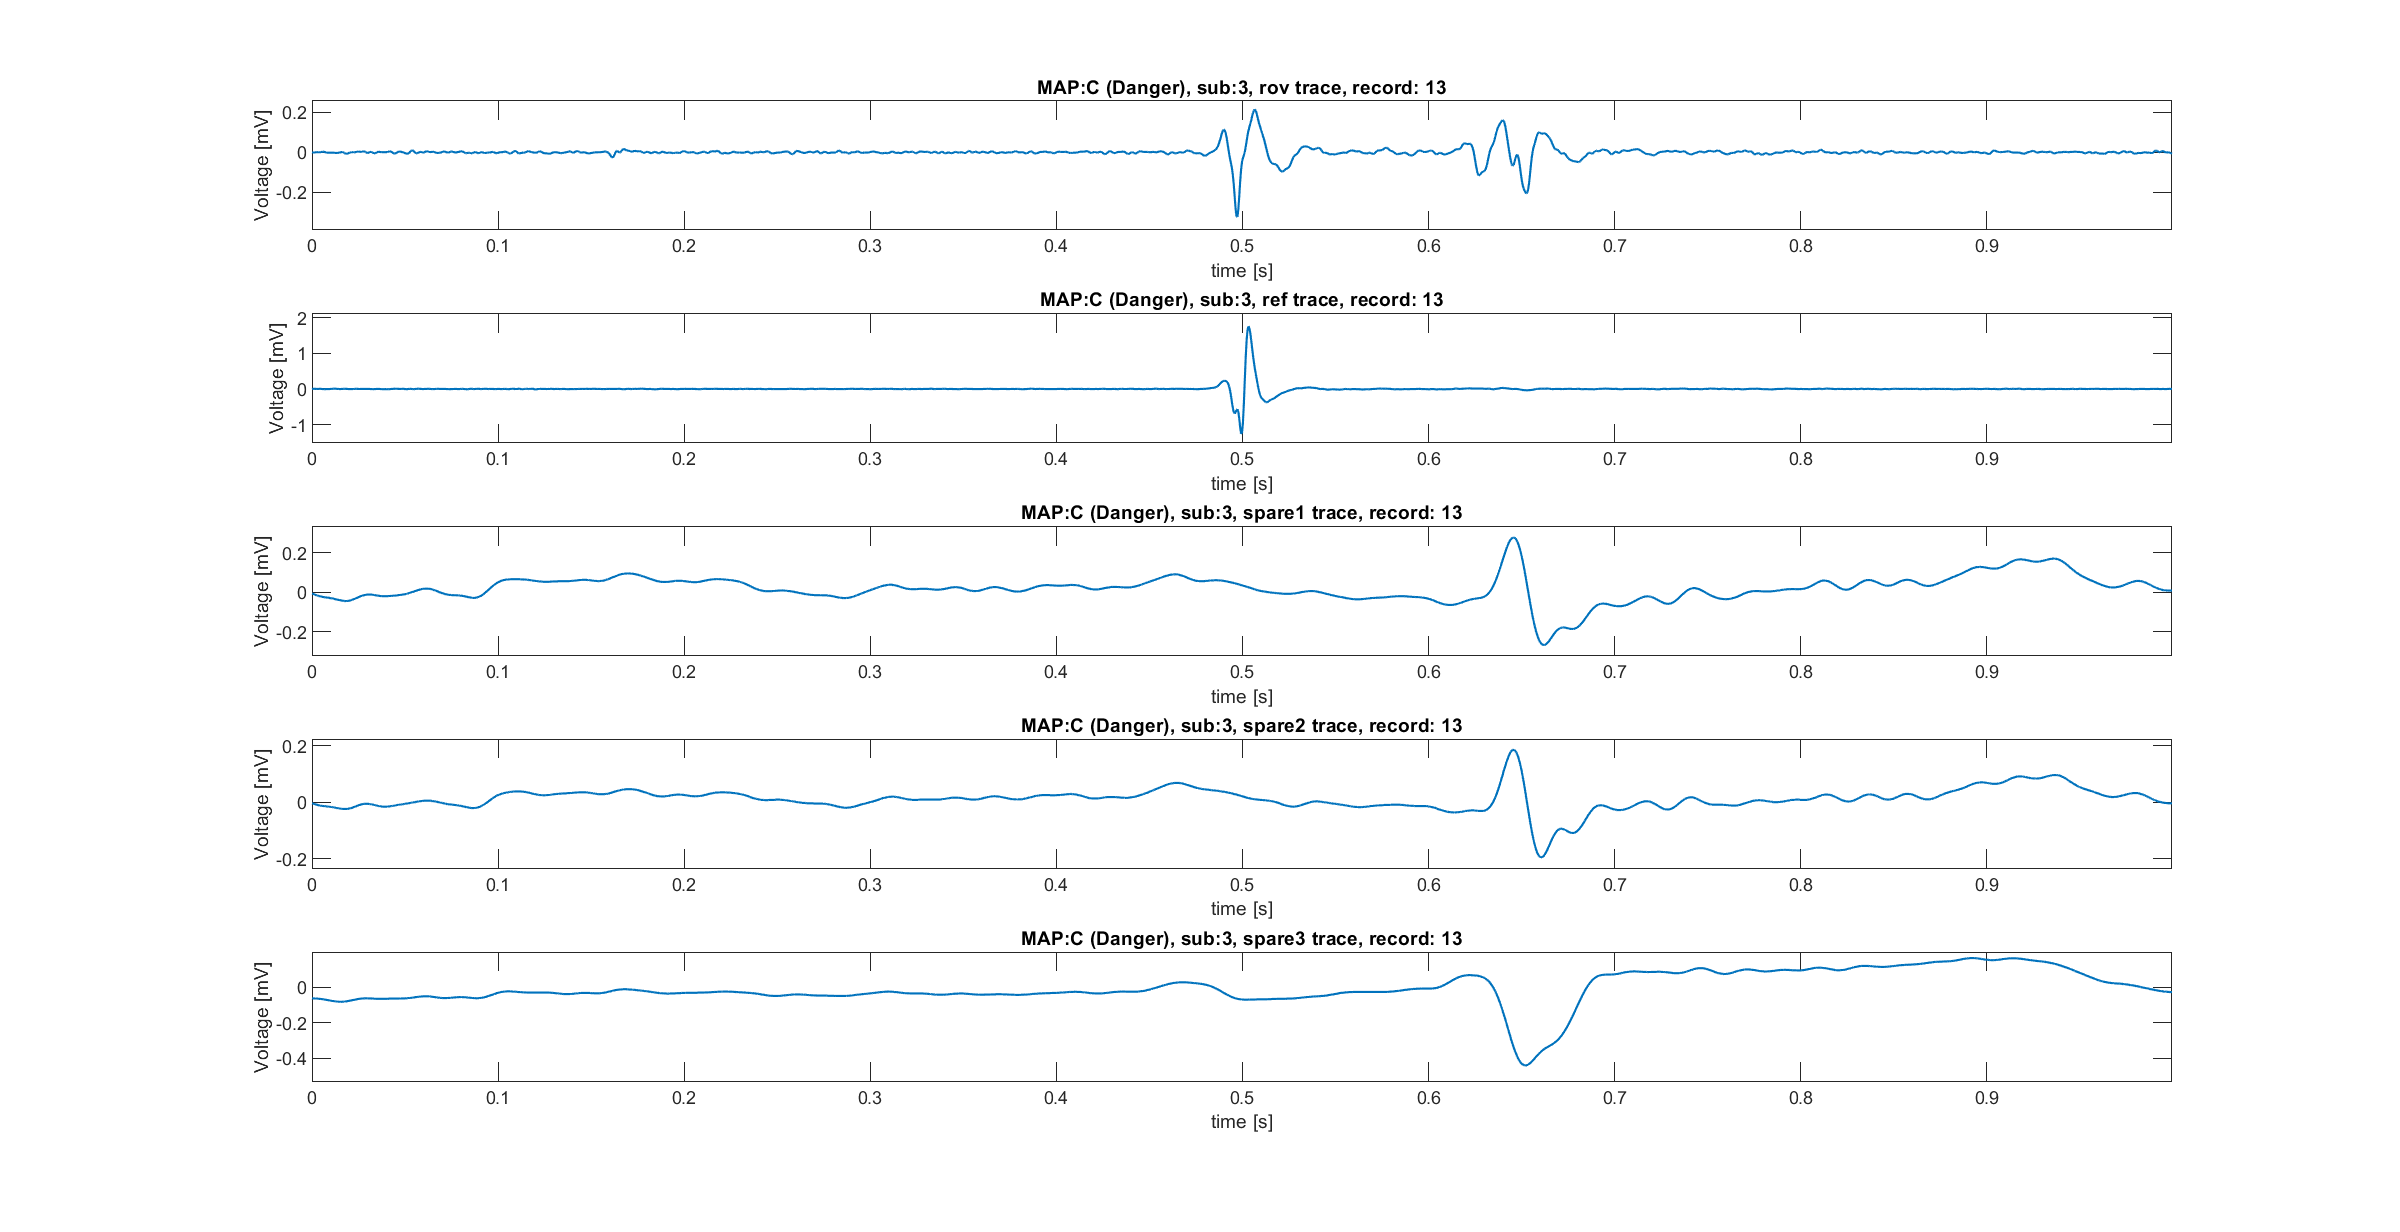 MAP:C (Danger), sub:3, rov trace, record: 13
Voltage [mV]
0.2
0
-0.2
0 0.1 0.2 0.3 0.4 0.5 0.6 0.7 0.8 0.9
time [s]
MAP:C (Danger), sub:3, ref trace, record: 13
Voltage [mV]
2
1
0
-1
0 0.1 0.2 0.3 0.4 0.5 0.6 0.7 0.8 0.9
time [s]
MAP:C (Danger), sub:3, spare1 trace, record: 13
Voltage [mV]
0.2
0
-0.2
0 0.1 0.2 0.3 0.4 0.5 0.6 0.7 0.8 0.9
time [s]
MAP:C (Danger), sub:3, spare2 trace, record: 13
Voltage [mV]
0.2
0
-0.2
0 0.1 0.2 0.3 0.4 0.5 0.6 0.7 0.8 0.9
time [s]
MAP:C (Danger), sub:3, spare3 trace, record: 13
Voltage [mV]
0
-0.2
-0.4
0 0.1 0.2 0.3 0.4 0.5 0.6 0.7 0.8 0.9
time [s]